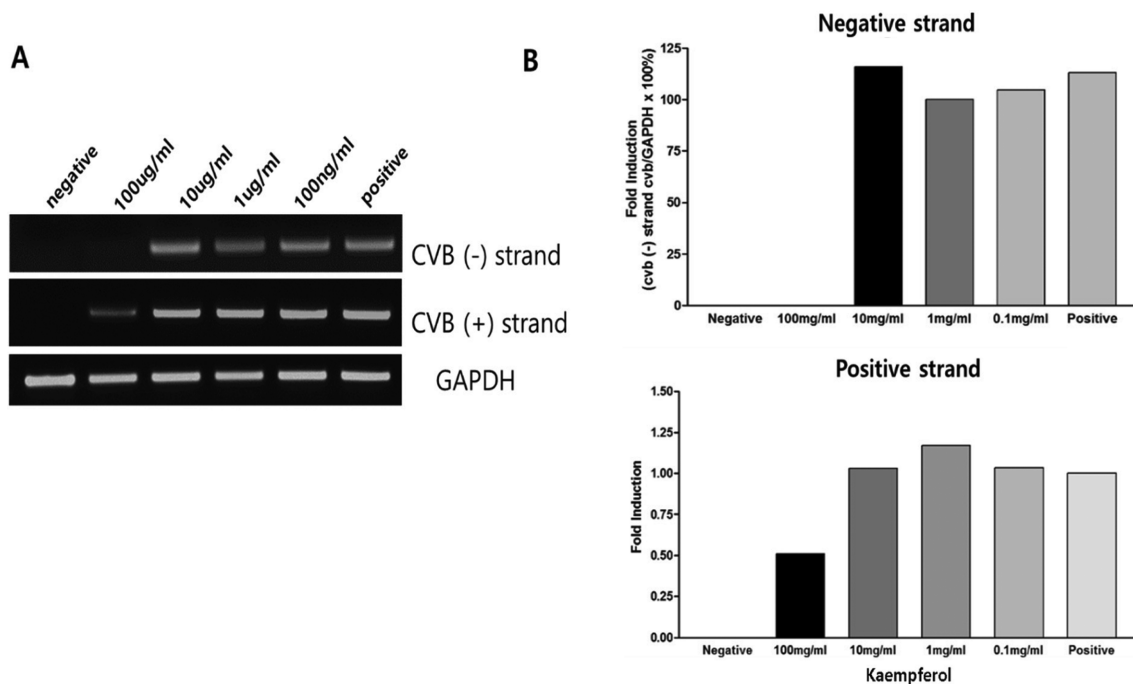 A
negative
100ug/ml
10ug/ml
1ug/ml
100ng/ml
positive
CVB (-) strand
CVB (+) strand
GAPDH
B
Negative strand
Fold Induction
(cvb (-) strand cvb/GAPDH x 100%)
125
100
75
50
25
0
Negative 100mg/ml 10mg/ml 1mg/ml 0.1mg/ml Positive
Positive strand
Fold Induction
1.50
1.25
1.00
0.75
0.50
0.25
0.00
Negative 100mg/ml 10mg/ml 1mg/ml 0.1mg/ml Positive
Kaempferol